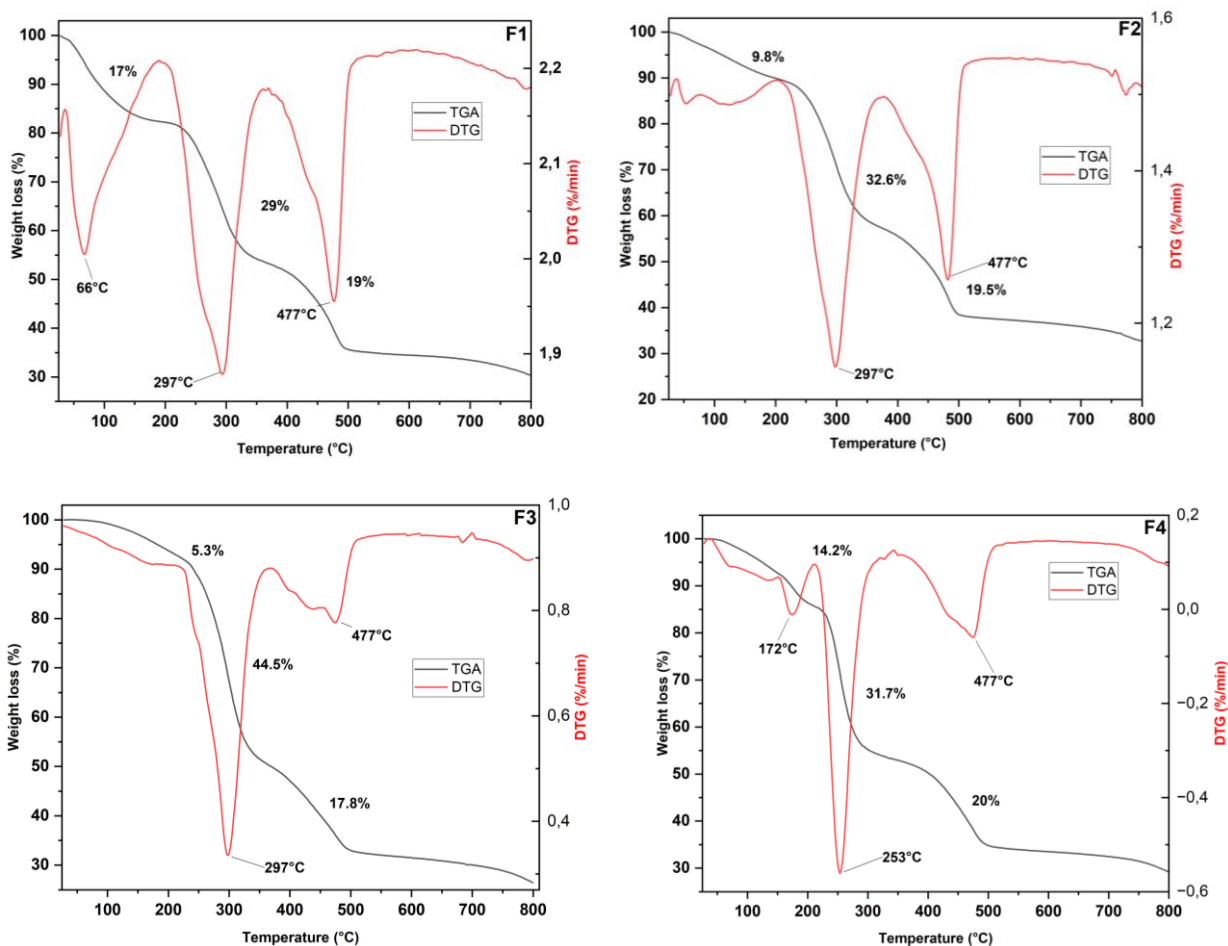 F1
100
90
80
70
60
50
40
30
Weight loss (%)
17%
29%
19%
66°C
297°C
477°C
TGA
DTG
2,2
2,1
2,0
1,9
DTG (%/min)
100 200 300 400 500 600 700 800
Temperature (°C)
F2
100
90
80
70
60
50
40
30
20
Weight loss (%)
9.8%
32.6%
19.5%
297°C
477°C
TGA
DTG
1,6
1,4
1,2
DTG (%/min)
100 200 300 400 500 600 700 800
Temperature (°C)
F3
100
90
80
70
60
50
40
30
Weight loss (%)
5.3%
44.5%
17.8%
297°C
477°C
TGA
DTG
1,0
0,8
0,6
0,4
DTG (%/min)
100 200 300 400 500 600 700 800
Temperature (°C)
F4
100
90
80
70
60
50
40
30
Weight loss (%)
14.2%
31.7%
20%
172°C
253°C
477°C
TGA
DTG
0,2
0,0
−0,2
−0,4
−0,6
DTG (%/min)
100 200 300 400 500 600 700 800
Temperature (°C)